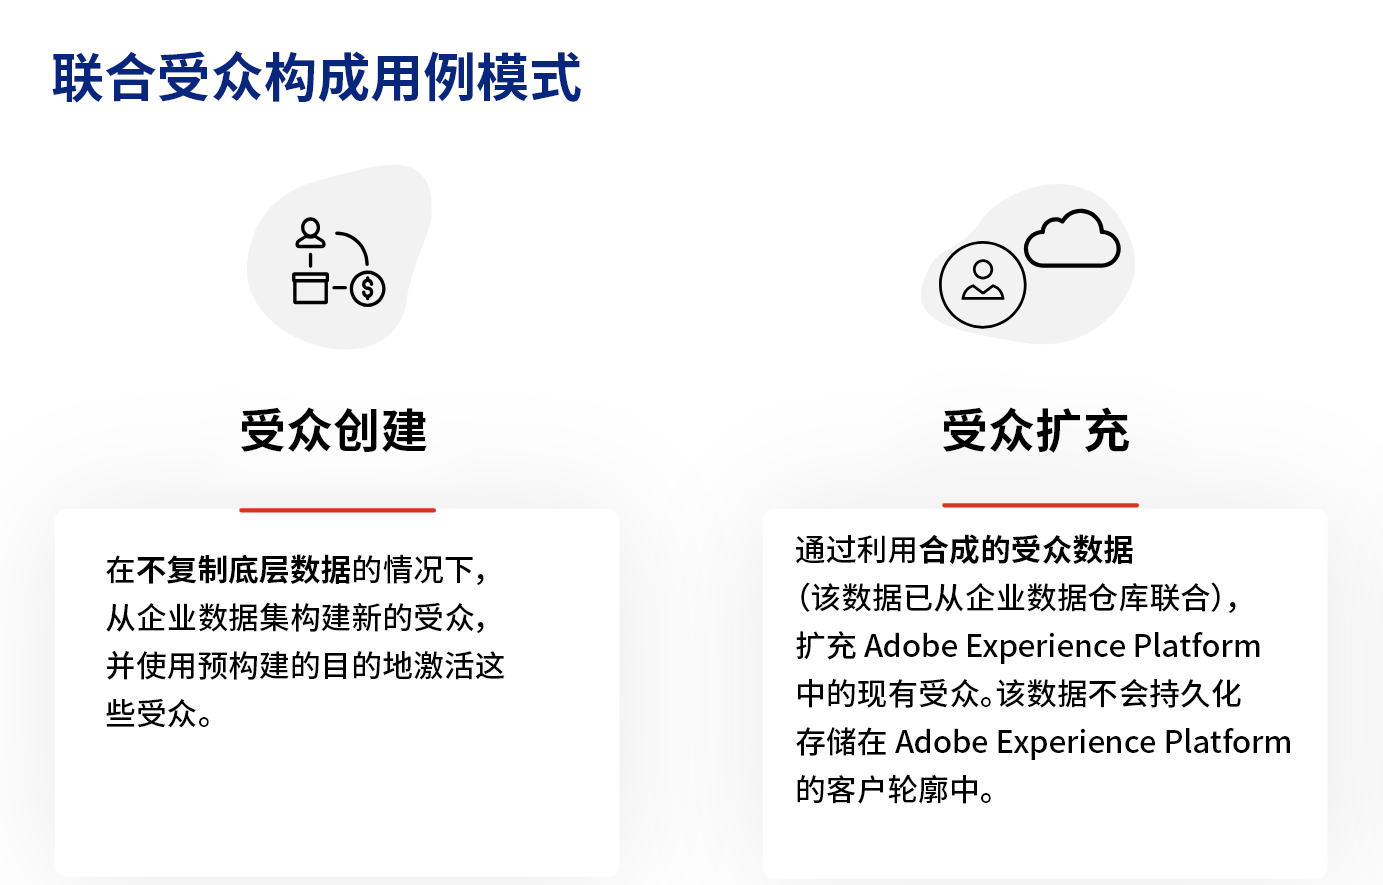 联合受众构成用例模式
$
受众创建
在不复制底层数据的情况下，
从企业数据集构建新的受众，
并使用预构建的目的地激活这
些受众。
受众扩充
通过利用合成的受众数据
（该数据已从企业数据仓库联合），
扩充 Adobe Experience Platform
中的现有受众。该数据不会持久化
存储在 Adobe Experience Platform
的客户轮廓中。